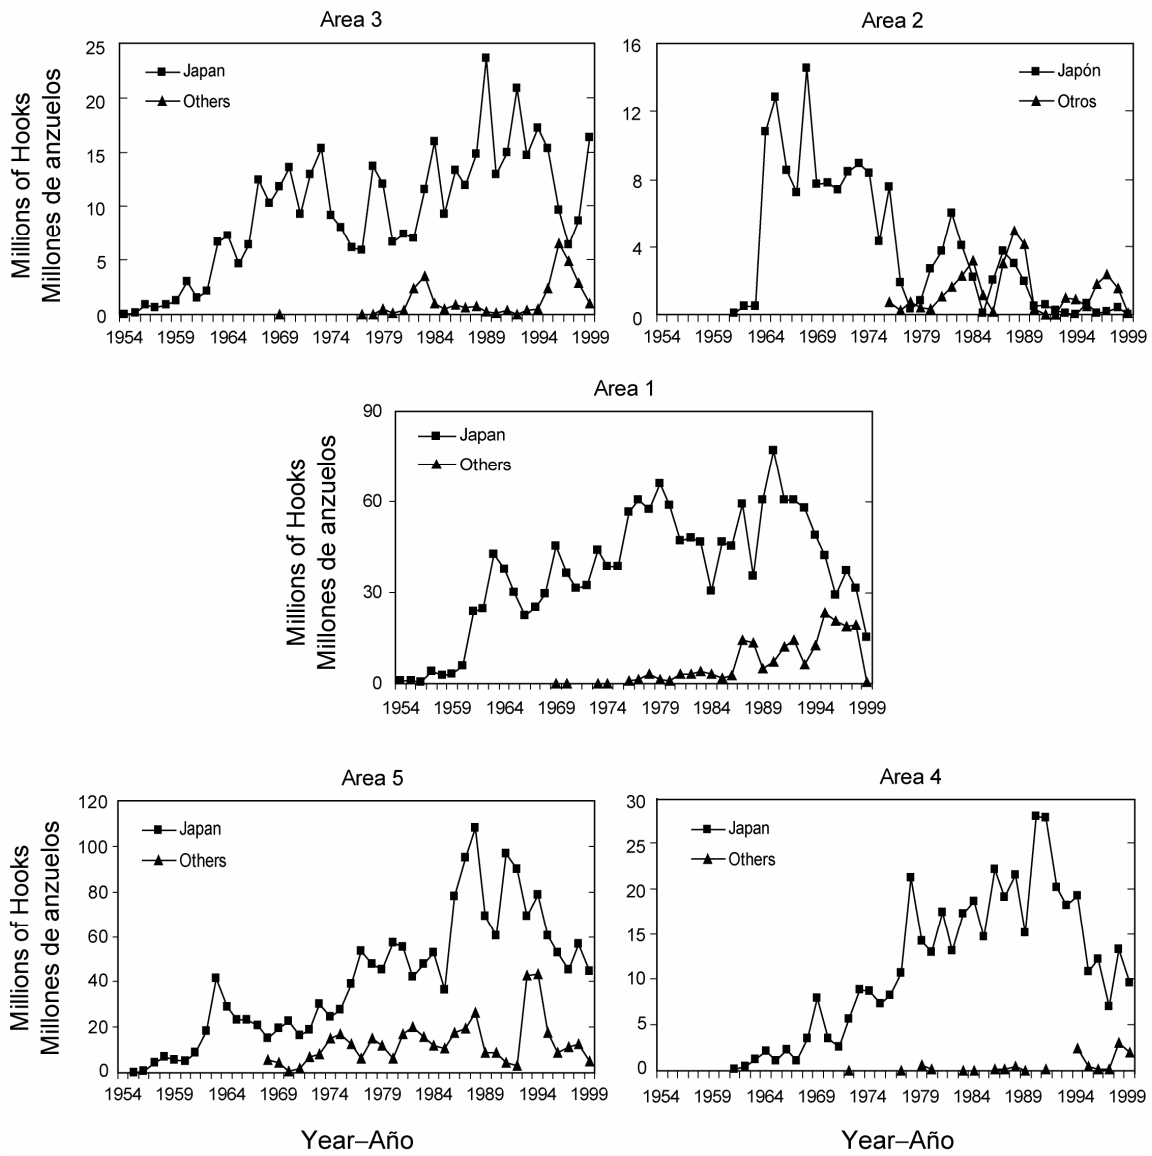 Area 3
Millions of Hooks
Millones de anzuelos
25
20
15
10
5
0
Japan
Others
1954 1959 1964 1969 1974 1979 1984 1989 1994 1999
Area 2
16
12
8
4
0
Japón
Otros
1954 1959 1964 1969 1974 1979 1984 1989 1994 1999
Area 1
Millions of Hooks
Millones de anzuelos
90
60
30
0
Japan
Others
1954 1959 1964 1969 1974 1979 1984 1989 1994 1999
Area 5
Millions of Hooks
Millones de anzuelos
120
100
80
60
40
20
0
Japan
Others
1954 1959 1964 1969 1974 1979 1984 1989 1994 1999
Year–Año
Area 4
30
25
20
15
10
5
0
Japan
Others
1954 1959 1964 1969 1974 1979 1984 1989 1994 1999
Year–Año